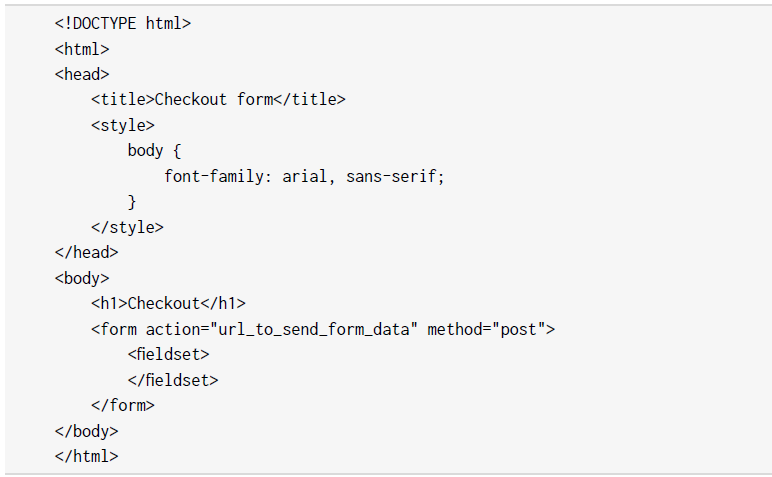 <!DOCTYPE html>
<html>
<head>
    <title>Checkout form</title>
    <style>
        body {
            font-family: arial, sans-serif;
        }
    </style>
</head>
<body>
    <h1>Checkout</h1>
    <form action="url_to_send_form_data" method="post">
        <fieldset>
        </fieldset>
    </form>
</body>
</html>